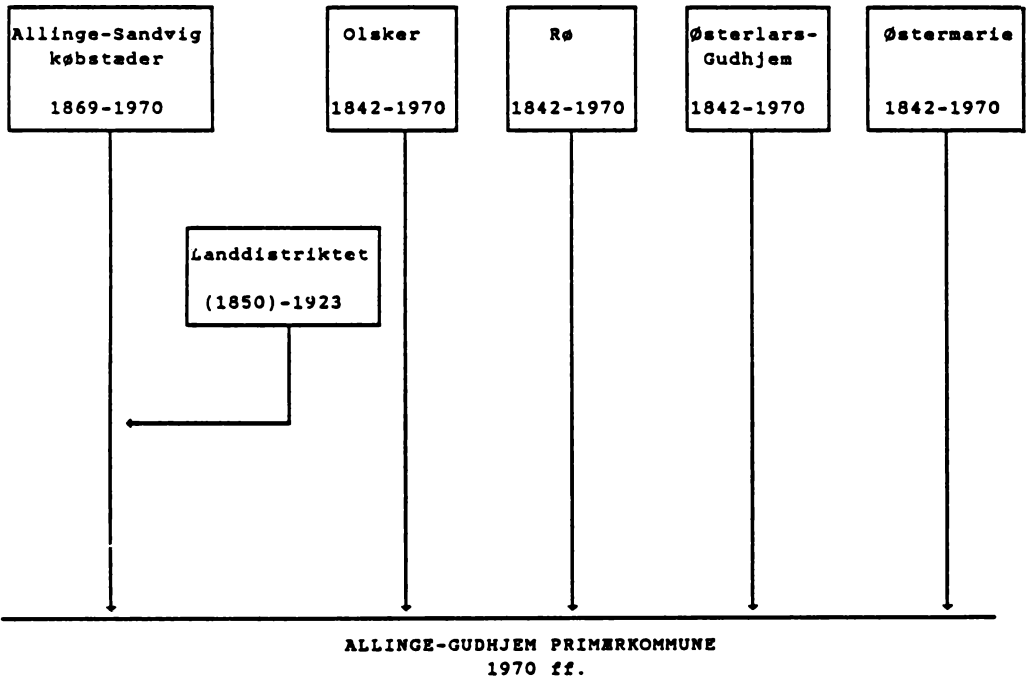 Allinge-Sandvig
købstæder
1869-1970
Olsker
1842-1970
Rø
1842-1970
Østerlars-
Gudhjem
1842-1970
Østermarie
1842-1970
Landdistriktet
(1850)-1923
ALLINGE-GUDHJEM PRIMÆRKOMMUNE
1970 ff.